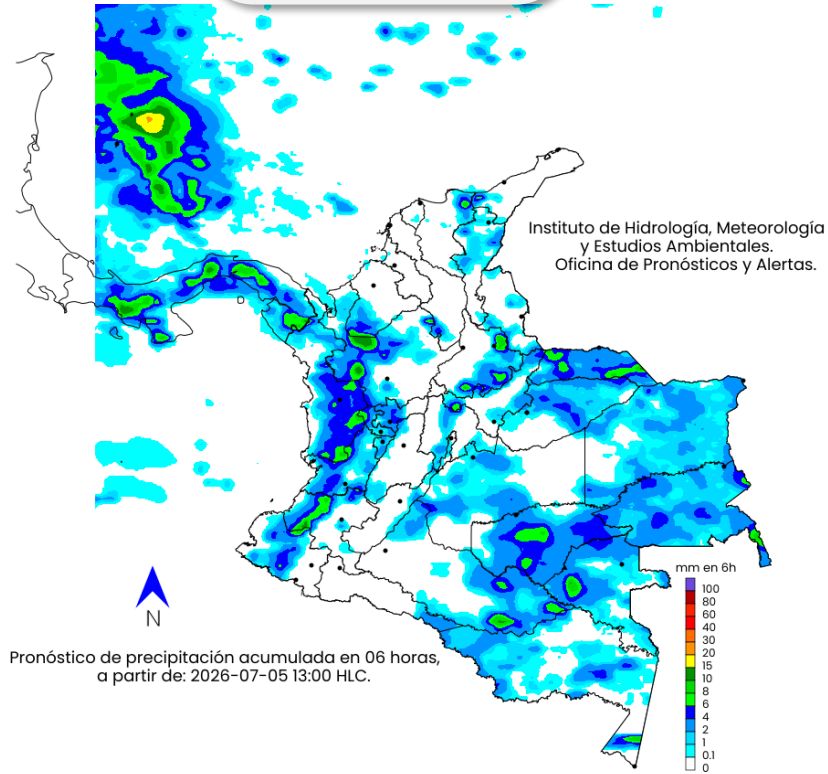 Instituto de Hidrología, Meteorología
y Estudios Ambientales.
Oficina de Pronósticos y Alertas.
mm en 6h
100
80
60
40
30
20
15
10
8
6
4
2
1
0.1
0
N
Pronóstico de precipitación acumulada en 06 horas,
a partir de: 2026-07-05 13:00 HLC.